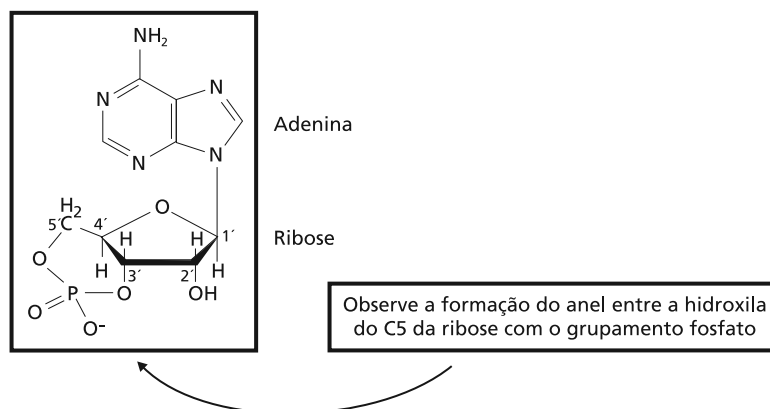 NH2
N
N
N
N
Adenina
O
H2
5´C
4´
H
H
1´
Ribose
O
H
3´
2´
H
P
O
OH
O
O-
Observe a formação do anel entre a hidroxila
do C5 da ribose com o grupamento fosfato